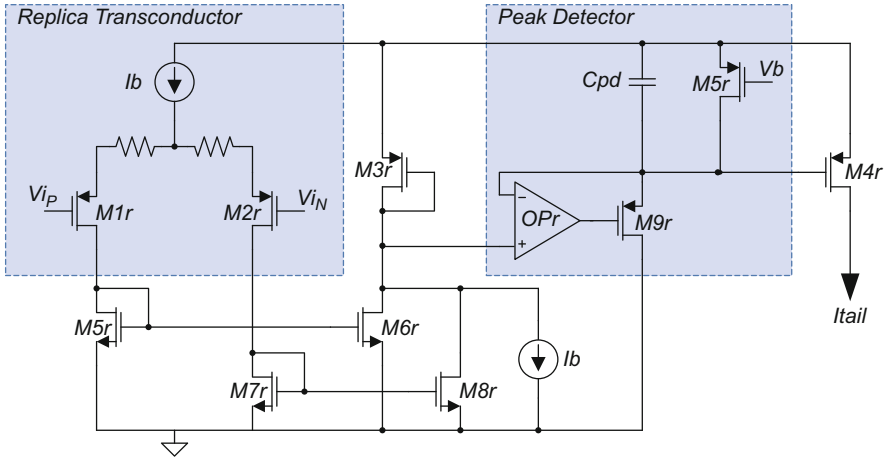 Replica Transconductor
Peak Detector
Ib
Cpd
M5r
Vb
M3r
M4r
ViP
M1r
M2r
ViN
−
OPr
+
M9r
Itail
M5r
M6r
Ib
M7r
M8r